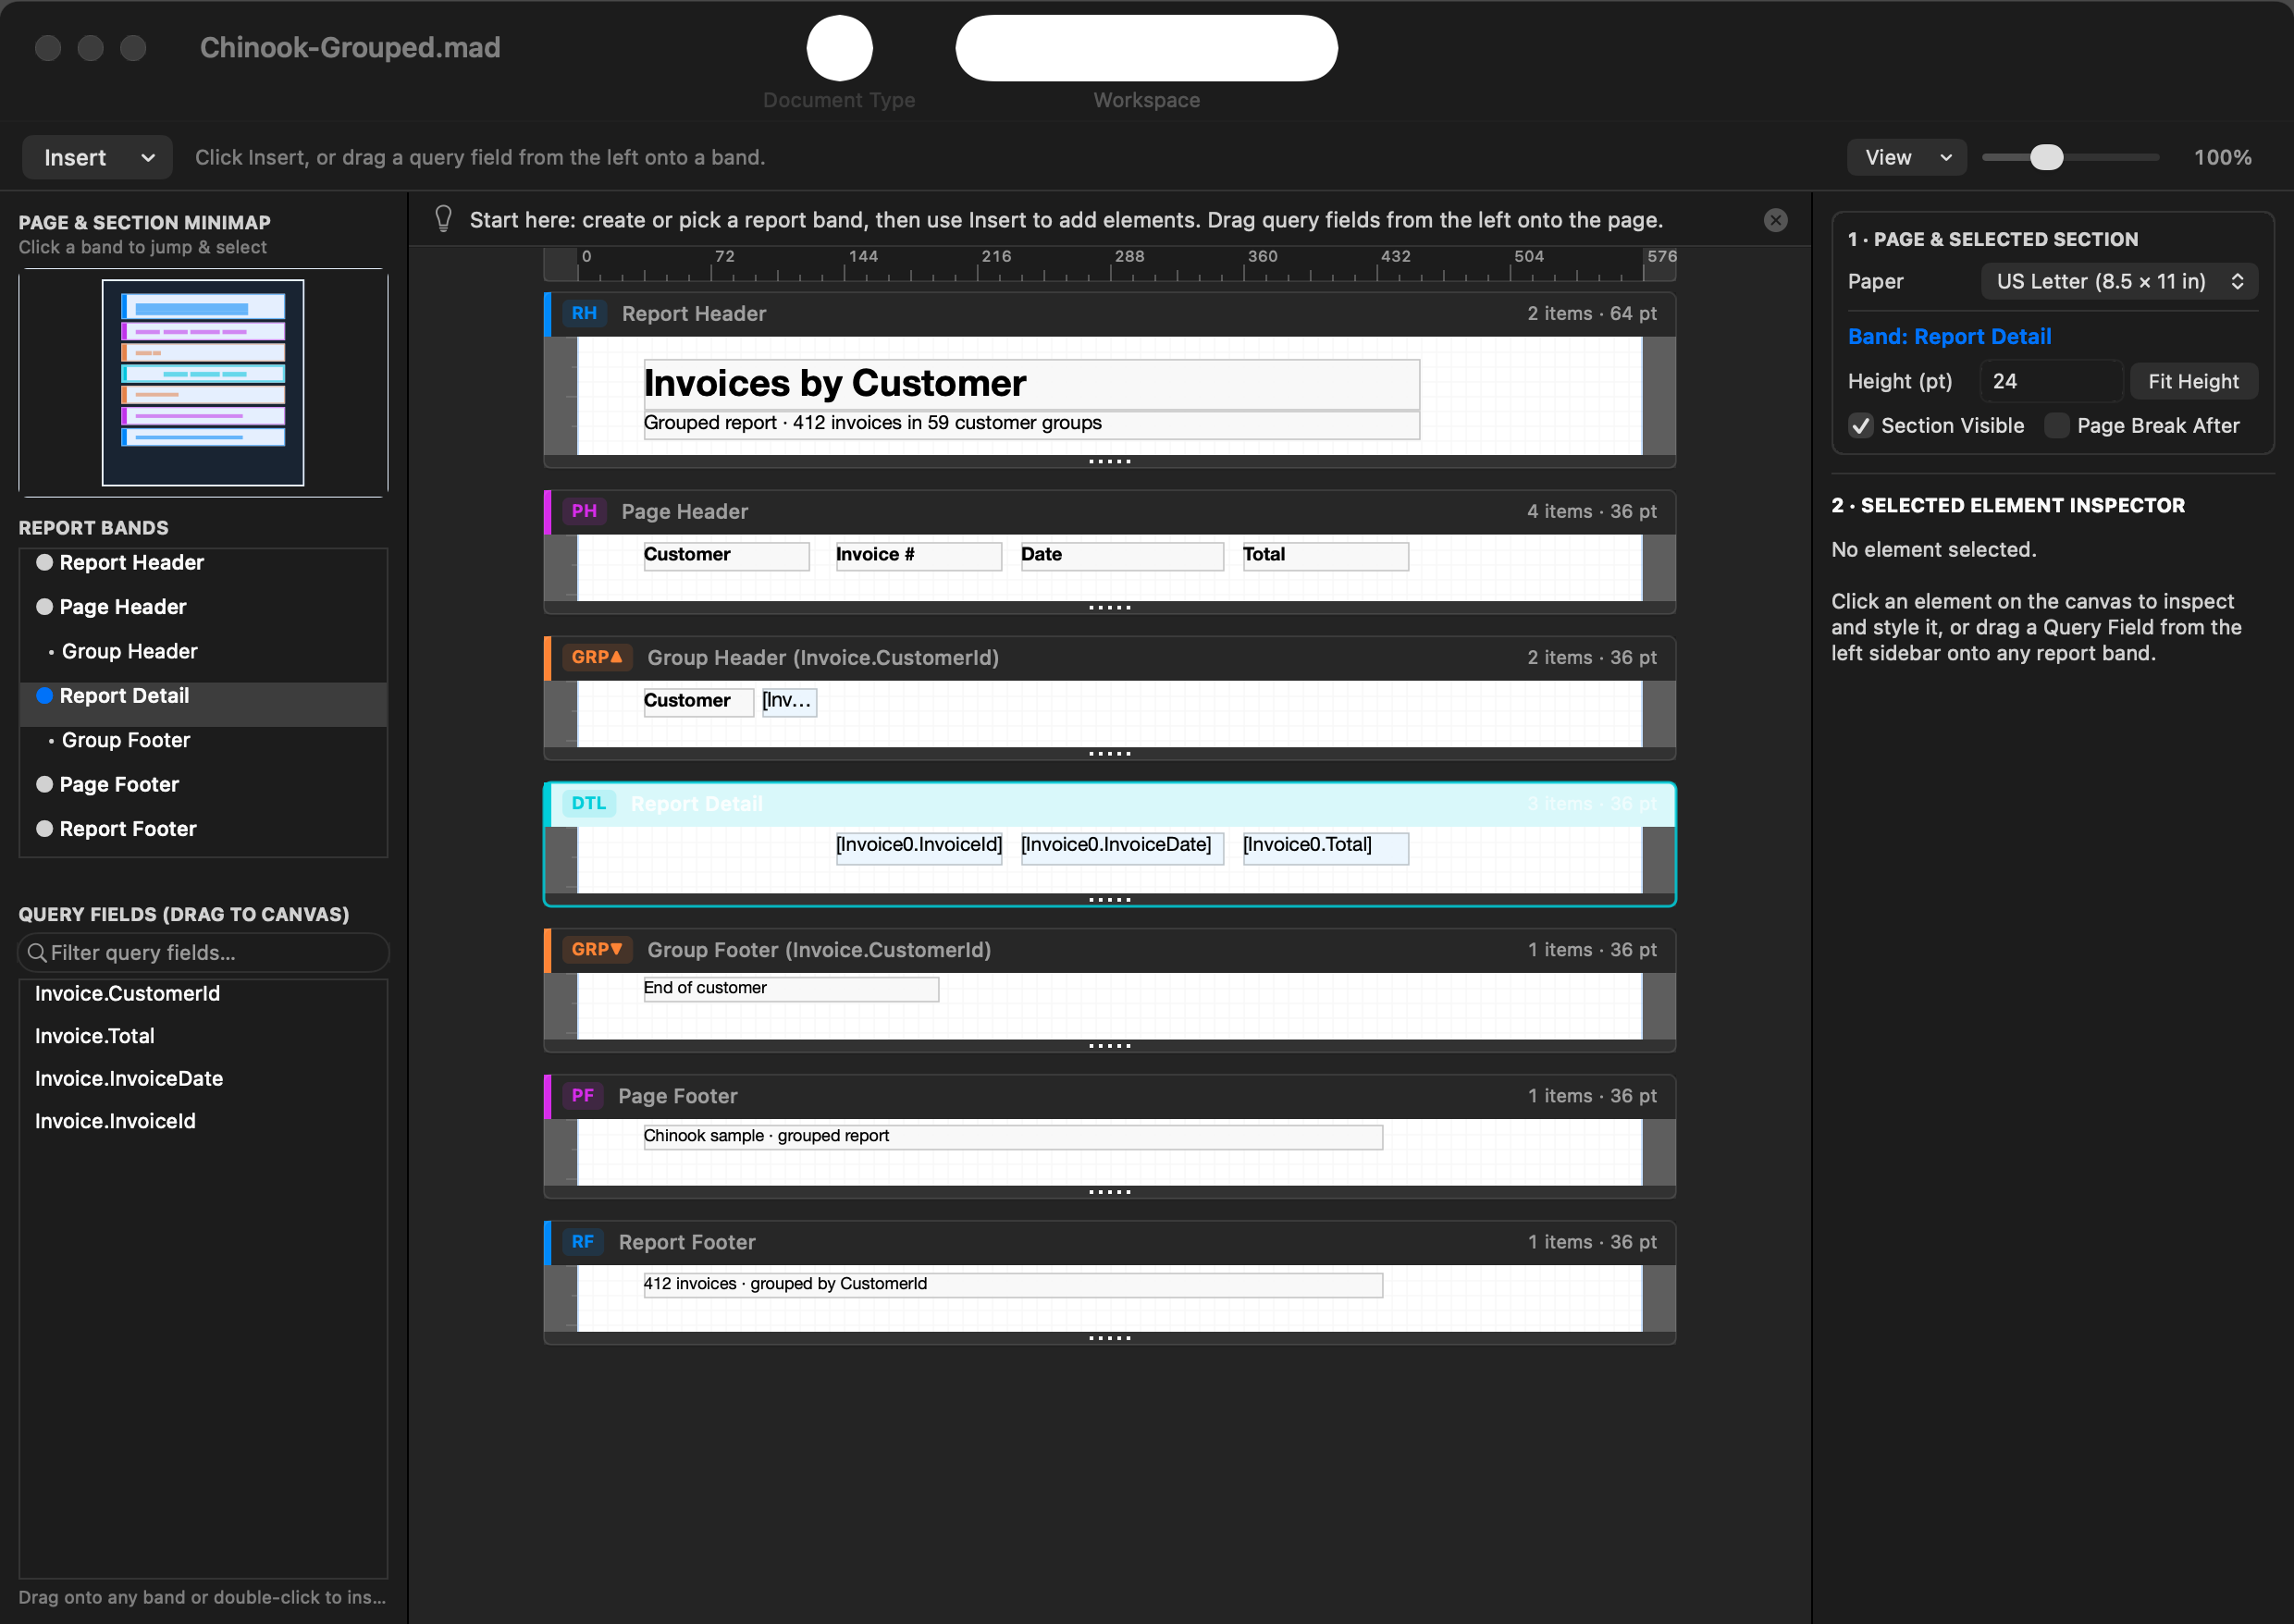 Chinook-Grouped.mad
Document Type
Workspace
Insert
Click Insert, or drag a query field from the left onto a band.
View
100%
PAGE & SECTION MINIMAP
Click a band to jump & select
REPORT BANDS
Report Header
Page Header
• Group Header
Report Detail
• Group Footer
Page Footer
Report Footer
QUERY FIELDS (DRAG TO CANVAS)
Filter query fields...
Invoice.CustomerId
Invoice.Total
Invoice.InvoiceDate
Invoice.InvoiceId
Drag onto any band or double-click to ins...
Start here: create or pick a report band, then use Insert to add elements. Drag query fields from the left onto the page.
0 72 144 216 288 360 432 504 576
RH Report Header 2 items · 64 pt
Invoices by Customer
Grouped report · 412 invoices in 59 customer groups
PH Page Header 4 items · 36 pt
Customer Invoice # Date Total
GRP▲ Group Header (Invoice.CustomerId) 2 items · 36 pt
Customer [Inv...
DTL Report Detail 3 items · 36 pt
[Invoice0.InvoiceId] [Invoice0.InvoiceDate] [Invoice0.Total]
GRP▼ Group Footer (Invoice.CustomerId) 1 items · 36 pt
End of customer
PF Page Footer 1 items · 36 pt
Chinook sample · grouped report
RF Report Footer 1 items · 36 pt
412 invoices · grouped by CustomerId
1 · PAGE & SELECTED SECTION
Paper US Letter (8.5 × 11 in)
Band: Report Detail
Height (pt) 24 Fit Height
Section Visible Page Break After
2 · SELECTED ELEMENT INSPECTOR
No element selected.
Click an element on the canvas to inspect
and style it, or drag a Query Field from the
left sidebar onto any report band.